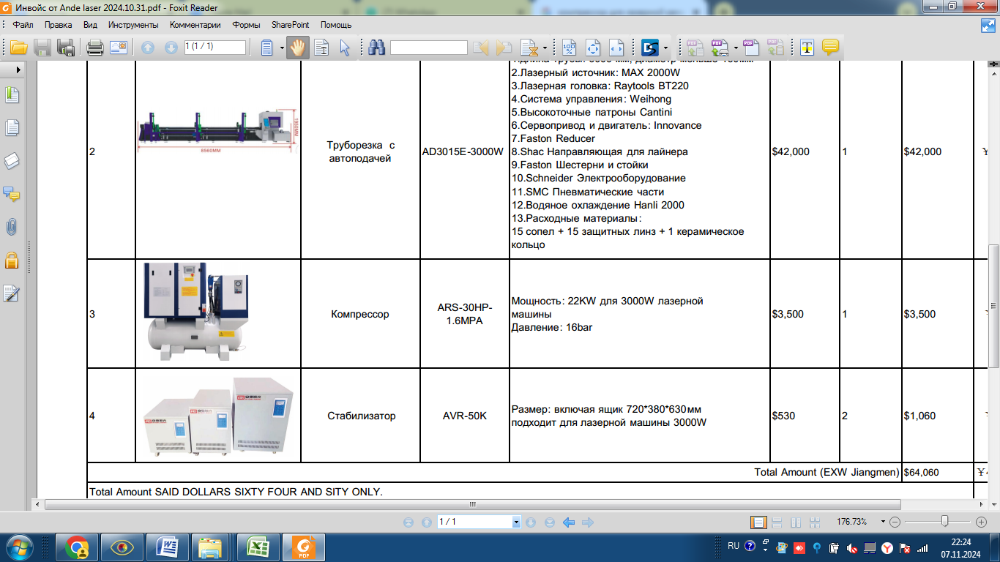 Инвойс от Ande laser 2024.10.31.pdf - Foxit Reader
Файл Правка Вид Инструменты Комментарии Формы SharePoint Помощь
1 (1 / 1)
2.Лазерный источник: MAX 2000W
3.Лазерная головка: Raytools BT220
4.Система управления: Weihong
5.Высокоточные патроны Cantini
6.Сервопривод и двигатель: Innovance
7.Faston Reducer
8.Shac Направляющая для лайнера
9.Faston Шестерни и стойки
10.Schneider Электрооборудование
11.SMC Пневматические части
12.Водяное охлаждение Hanli 2000
13.Расходные материалы:
15 сопел + 15 защитных линз + 1 керамическое
кольцо
2
8560MM
Труборезка с
автоподачей
AD3015E-3000W
$42,000
1
$42,000
¥
3
Компрессор
ARS-30HP-
1.6MPA
Мощность: 22KW для 3000W лазерной
машины
Давление: 16bar
$3,500
1
$3,500
4
Стабилизатор
AVR-50K
Размер: включая ящик 720*380*630мм
подходит для лазерной машины 3000W
$530
2
$1,060
Total Amount (EXW Jiangmen) $64,060 ¥
Total Amount SAID DOLLARS SIXTY FOUR AND SITY ONLY.
1 / 1
176.73%
RU
22:24
07.11.2024
PDF